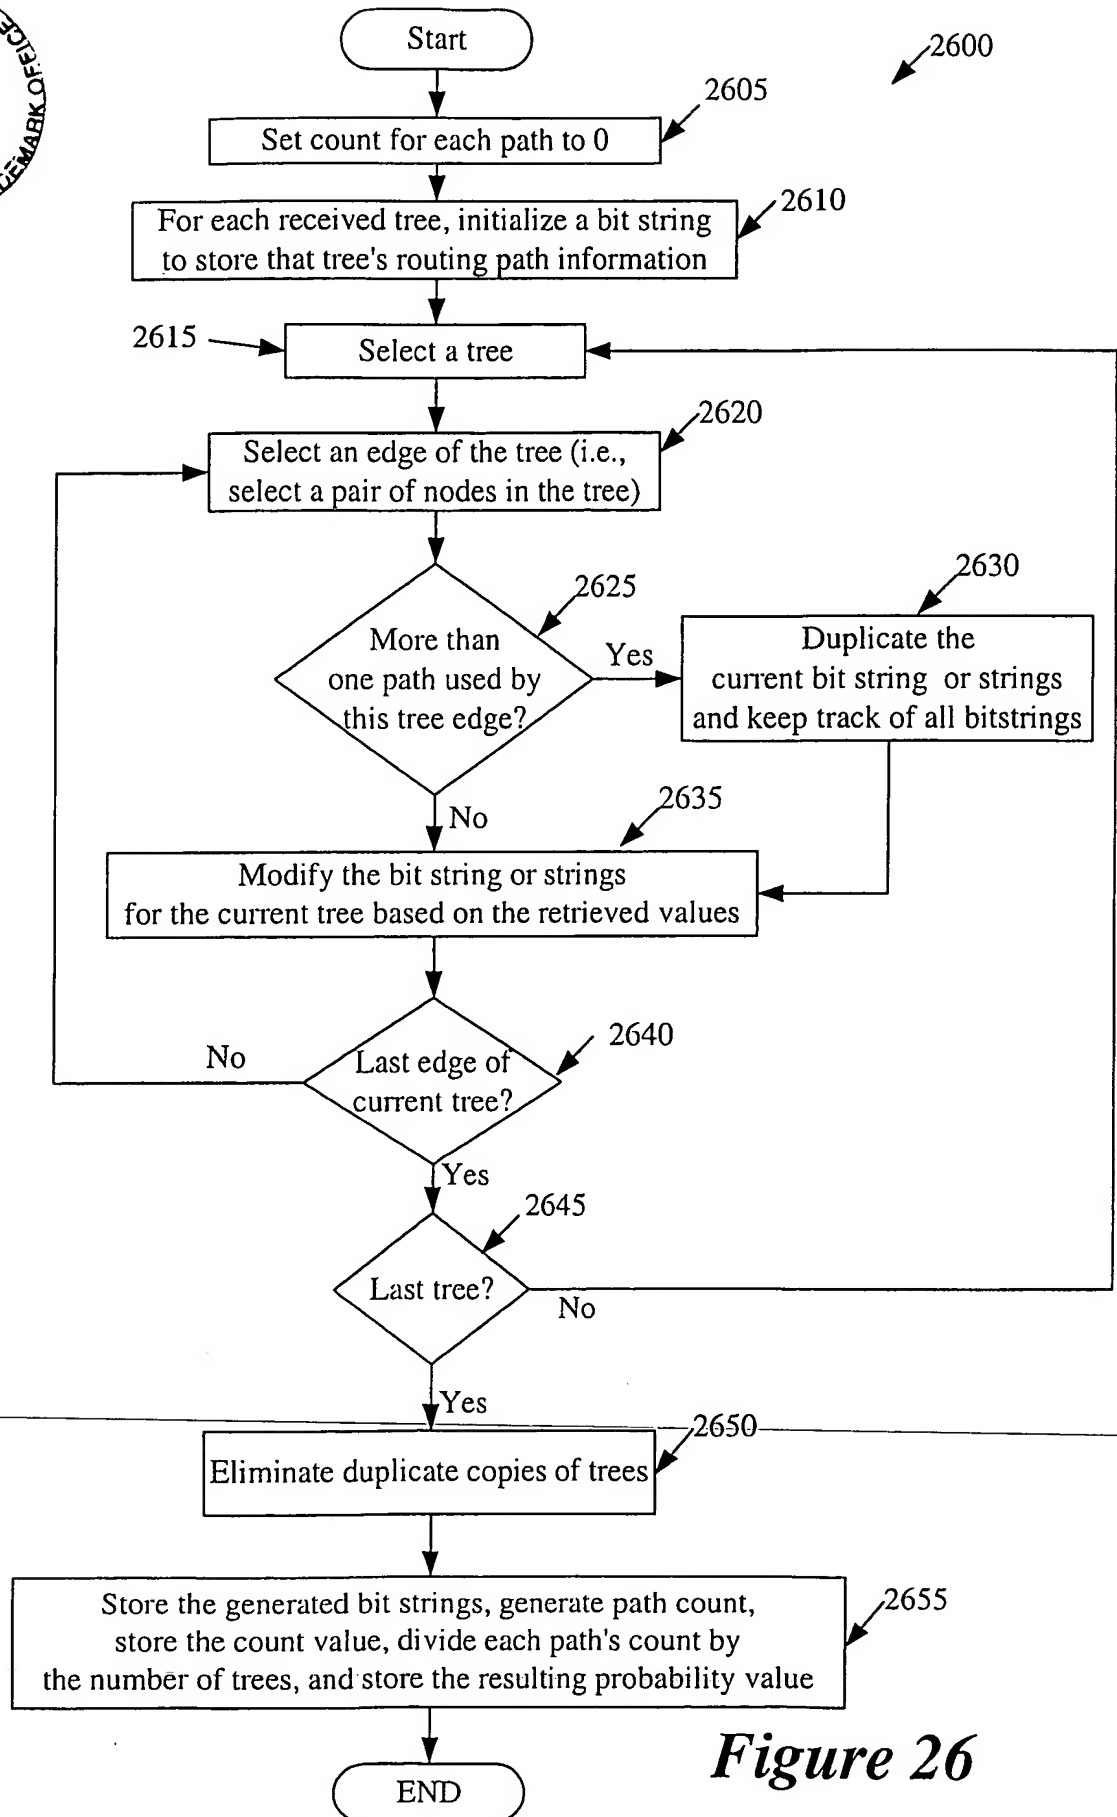 OFFICE
DEMARK
Start
2600
2605
Set count for each path to 0
2610
For each received tree, initialize a bit string
to store that tree's routing path information
2615
Select a tree
2620
Select an edge of the tree (i.e.,
select a pair of nodes in the tree)
2625
More than
one path used by
this tree edge?
Yes
2630
Duplicate the
current bit string or strings
and keep track of all bitstrings
No
2635
Modify the bit string or strings
for the current tree based on the retrieved values
No
2640
Last edge of
current tree?
Yes
2645
Last tree?
No
Yes
2650
Eliminate duplicate copies of trees
2655
Store the generated bit strings, generate path count,
store the count value, divide each path's count by
the number of trees, and store the resulting probability value
END
Figure 26